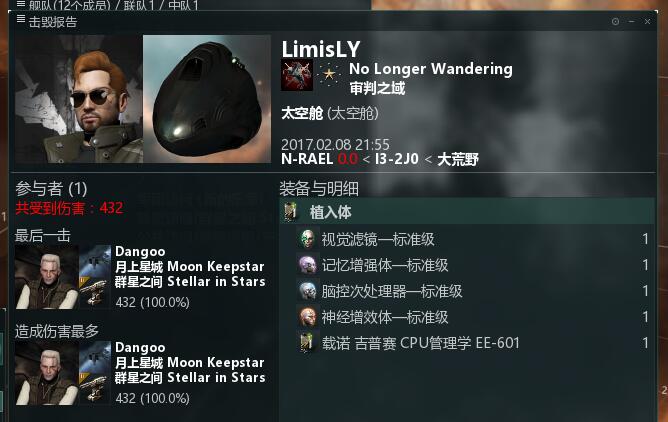 舰队(12个成员) / 联队1 / 中队1
击毁报告
LimisLY
No Longer Wandering
审判之域
太空舱 (太空舱)
2017.02.08 21:55
N-RAEL 0.0 < I3-2J0 < 大荒野
参与者 (1)
共受到伤害：432
最后一击
Dangoo
月上星城 Moon Keepstar
群星之间 Stellar in Stars
432 (100.0%)
造成伤害最多
Dangoo
月上星城 Moon Keepstar
群星之间 Stellar in Stars
432 (100.0%)
装备与明细
植入体
视觉滤镜—标准级 1
记忆增强体—标准级 1
脑控次处理器—标准级 1
神经增效体—标准级 1
载诺 吉普赛 CPU管理学 EE-601 1